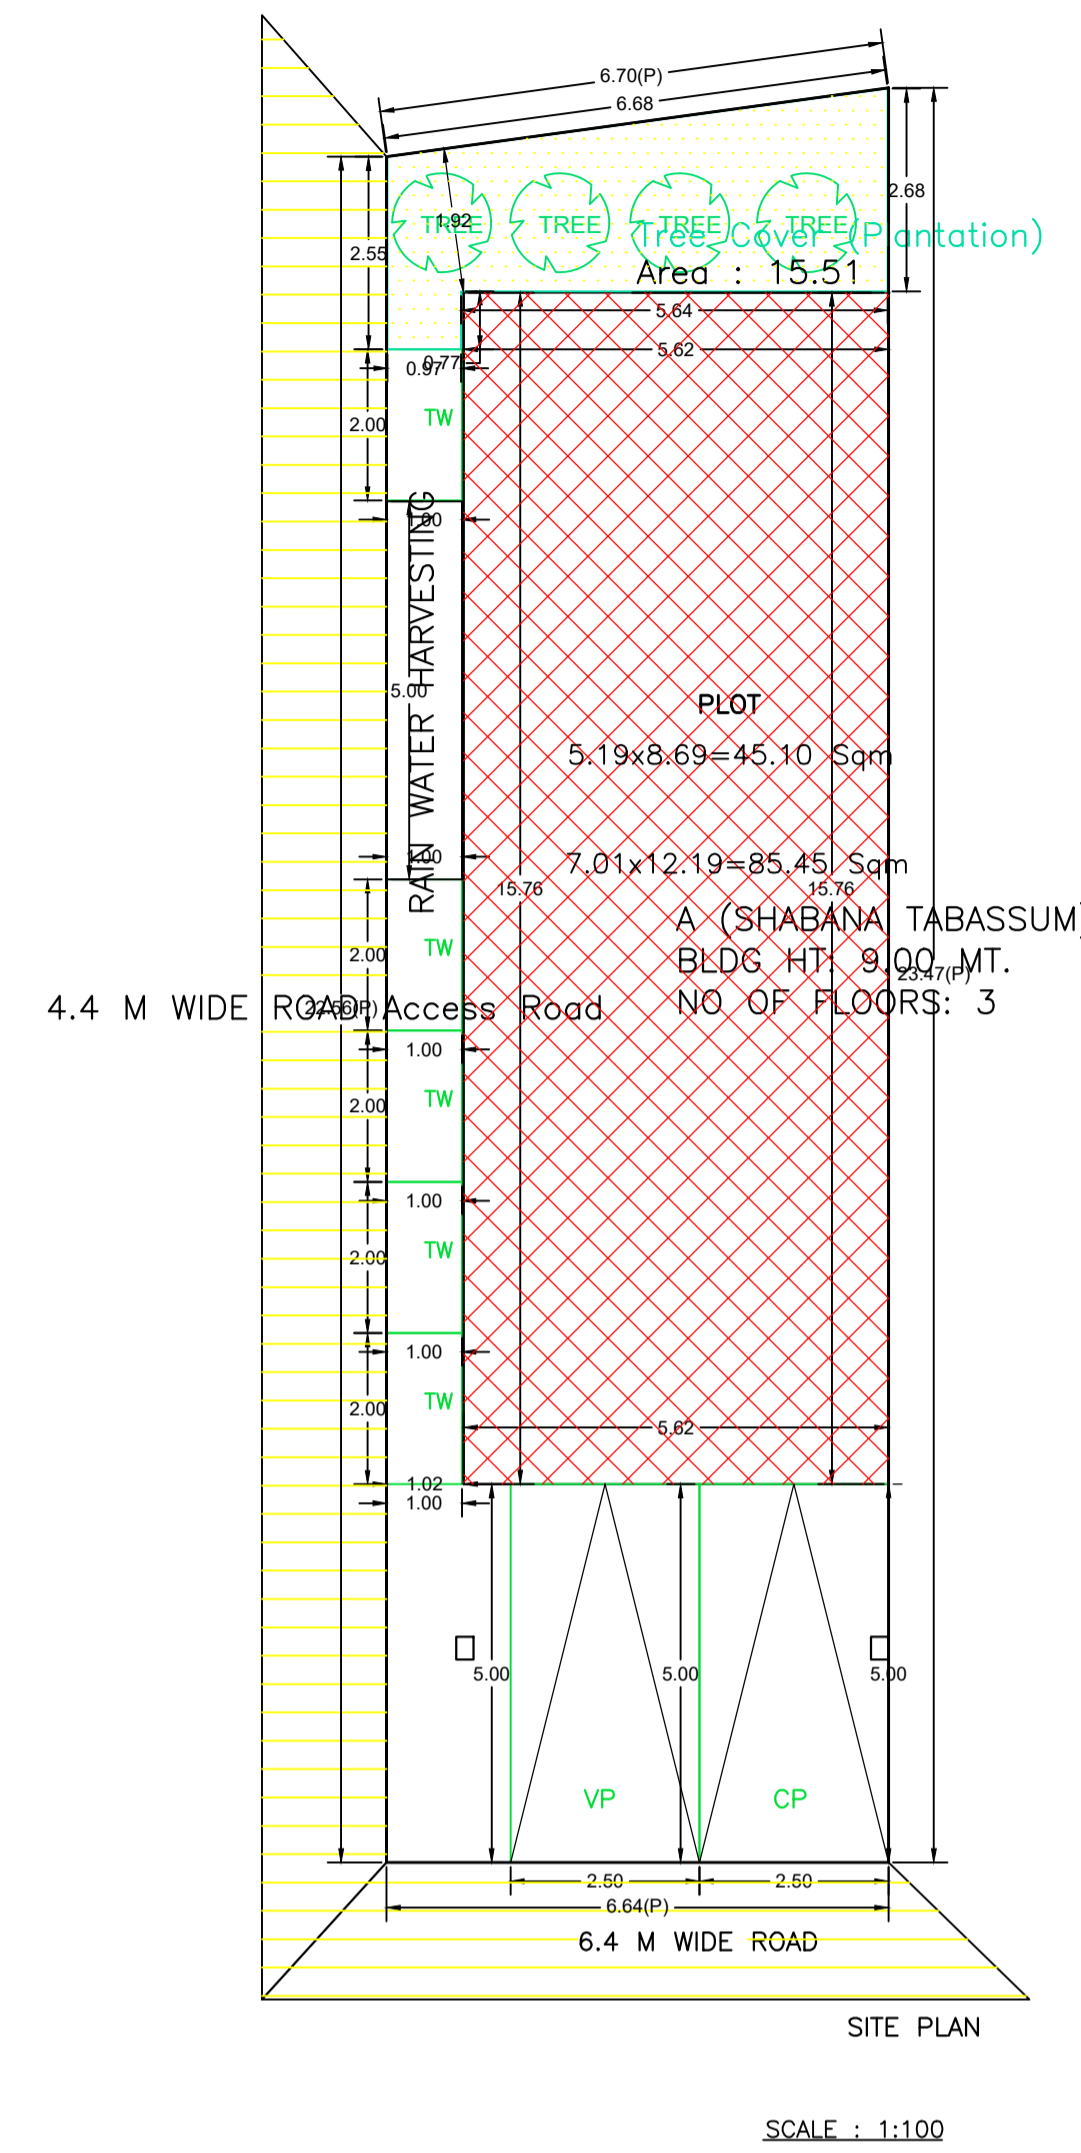 6.70(P)
6.68
2.68
1.92
TREE TREE TREE TREE
Tree Cover (Plantation)
2.55
Area : 15.51
5.64
5.62
0.77
0.97
TW
2.00
1.00
RAIN WATER HARVESTING
5.00
PLOT
5.19x8.69=45.10 Sqm
1.00
7.01x12.19=85.45 Sqm
15.76
15.76
A (SHABANA TABASSUM)
TW
2.00
BLDG HT: 9.00 MT.
23.47(P)
4.4 M WIDE ROAD Access Road
22.56(P)
NO OF FLOORS: 3
1.00
TW
2.00
1.00
TW
2.00
1.00
TW
2.00
5.62
1.02
1.00
5.00
5.00
5.00
VP
CP
2.50
2.50
6.64(P)
6.4 M WIDE ROAD
SITE PLAN
SCALE : 1:100